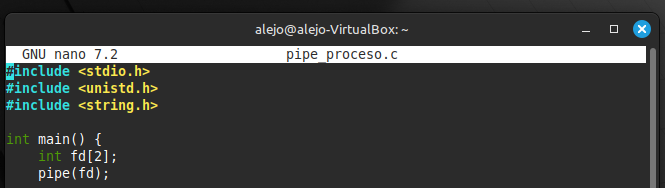 alejo@alejo-VirtualBox: ~
GNU nano 7.2 pipe_proceso.c
#include <stdio.h>
#include <unistd.h>
#include <string.h>
int main() {
int fd[2];
pipe(fd);